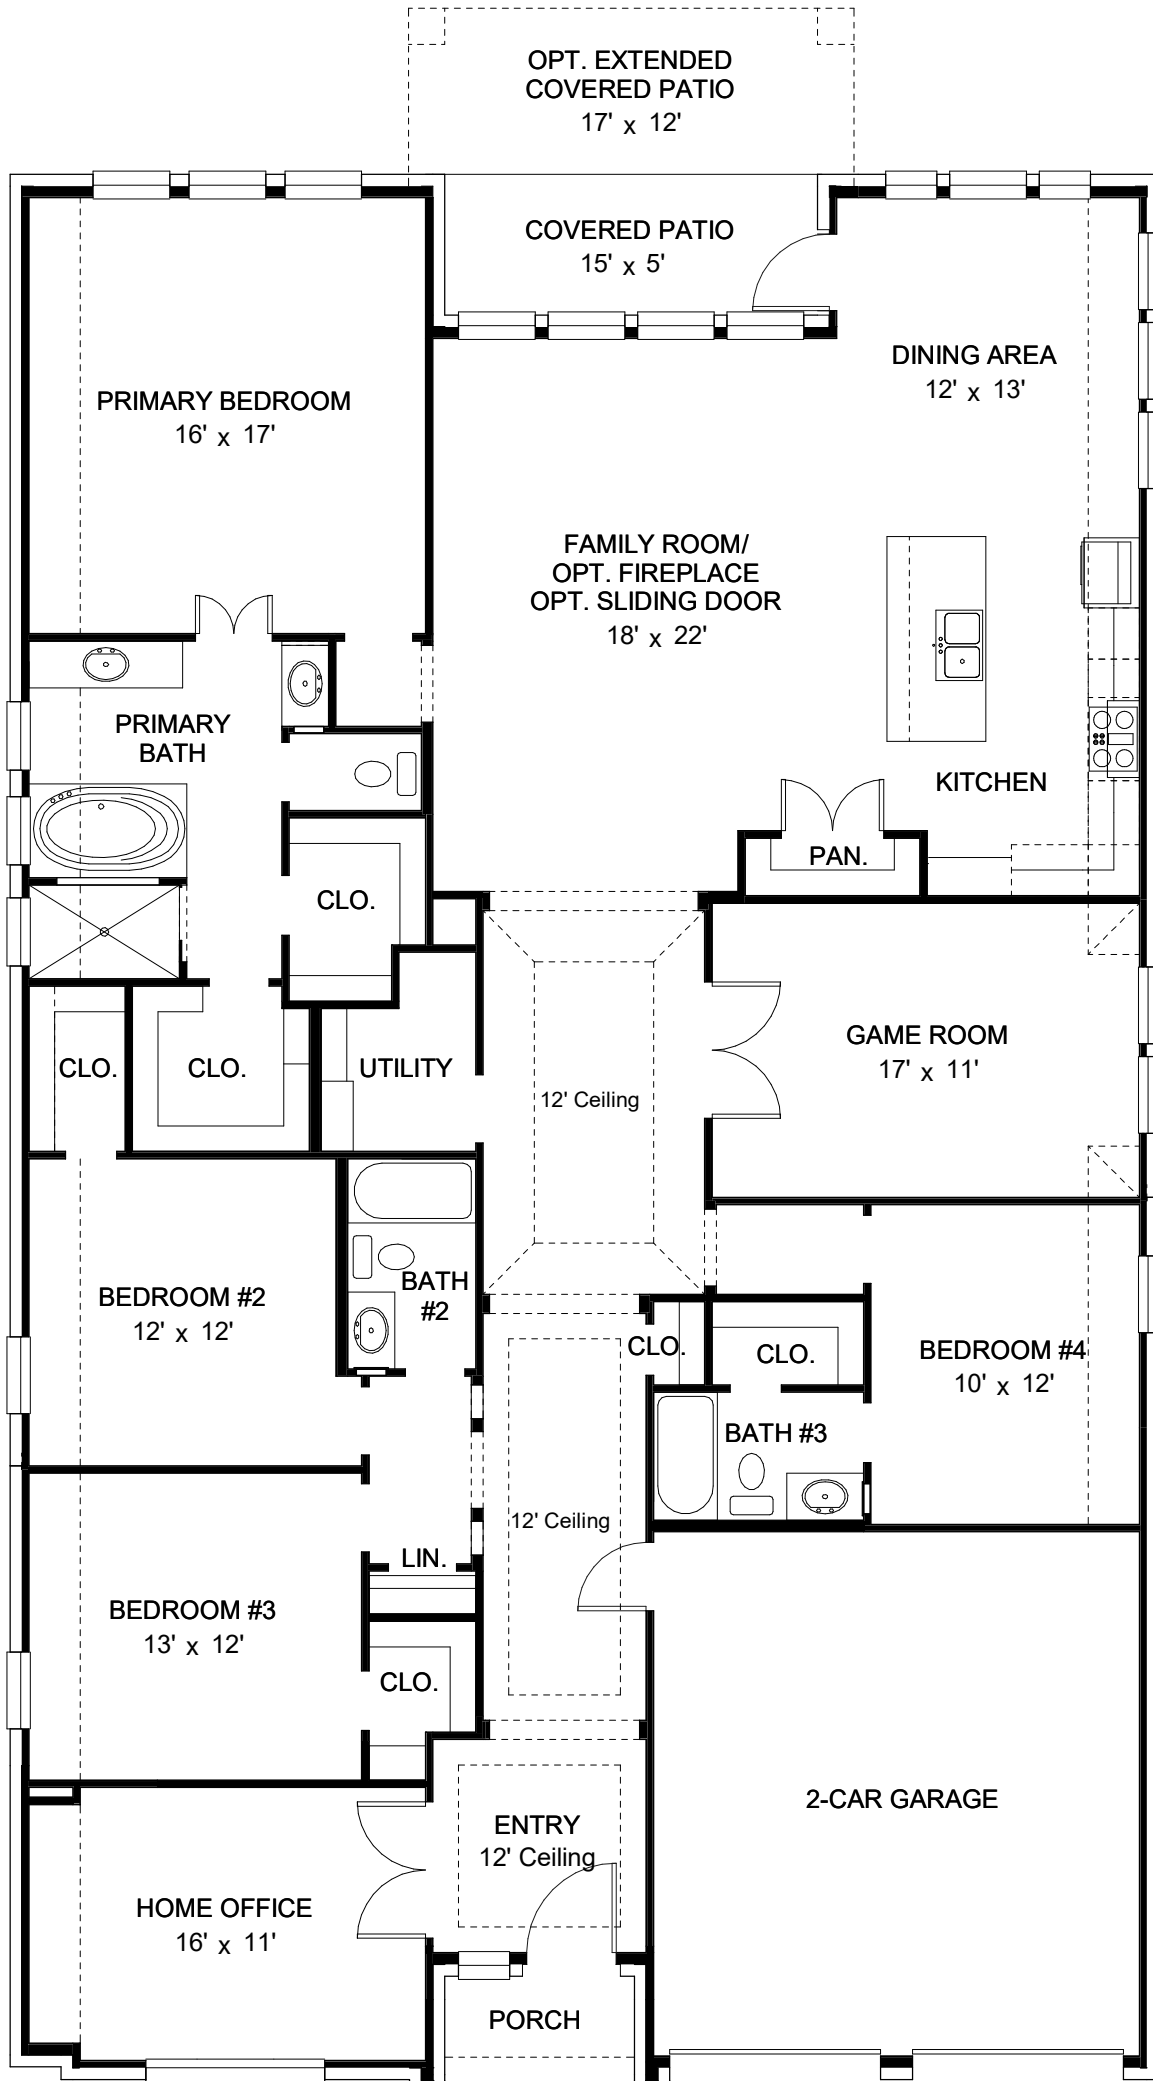 OPT. EXTENDED
COVERED PATIO
17' x 12'
COVERED PATIO
15' x 5'
DINING AREA
12' x 13'
PRIMARY BEDROOM
16' x 17'
FAMILY ROOM/
OPT. FIREPLACE
OPT. SLIDING DOOR
18' x 22'
PRIMARY
BATH
KITCHEN
PAN.
CLO.
GAME ROOM
17' x 11'
CLO.
CLO.
UTILITY
12' Ceiling
BEDROOM #2
12' x 12'
BATH
#2
CLO.
CLO.
BEDROOM #4
10' x 12'
BATH #3
12' Ceiling
LIN.
BEDROOM #3
13' x 12'
CLO.
2-CAR GARAGE
ENTRY
12' Ceiling
HOME OFFICE
16' x 11'
PORCH